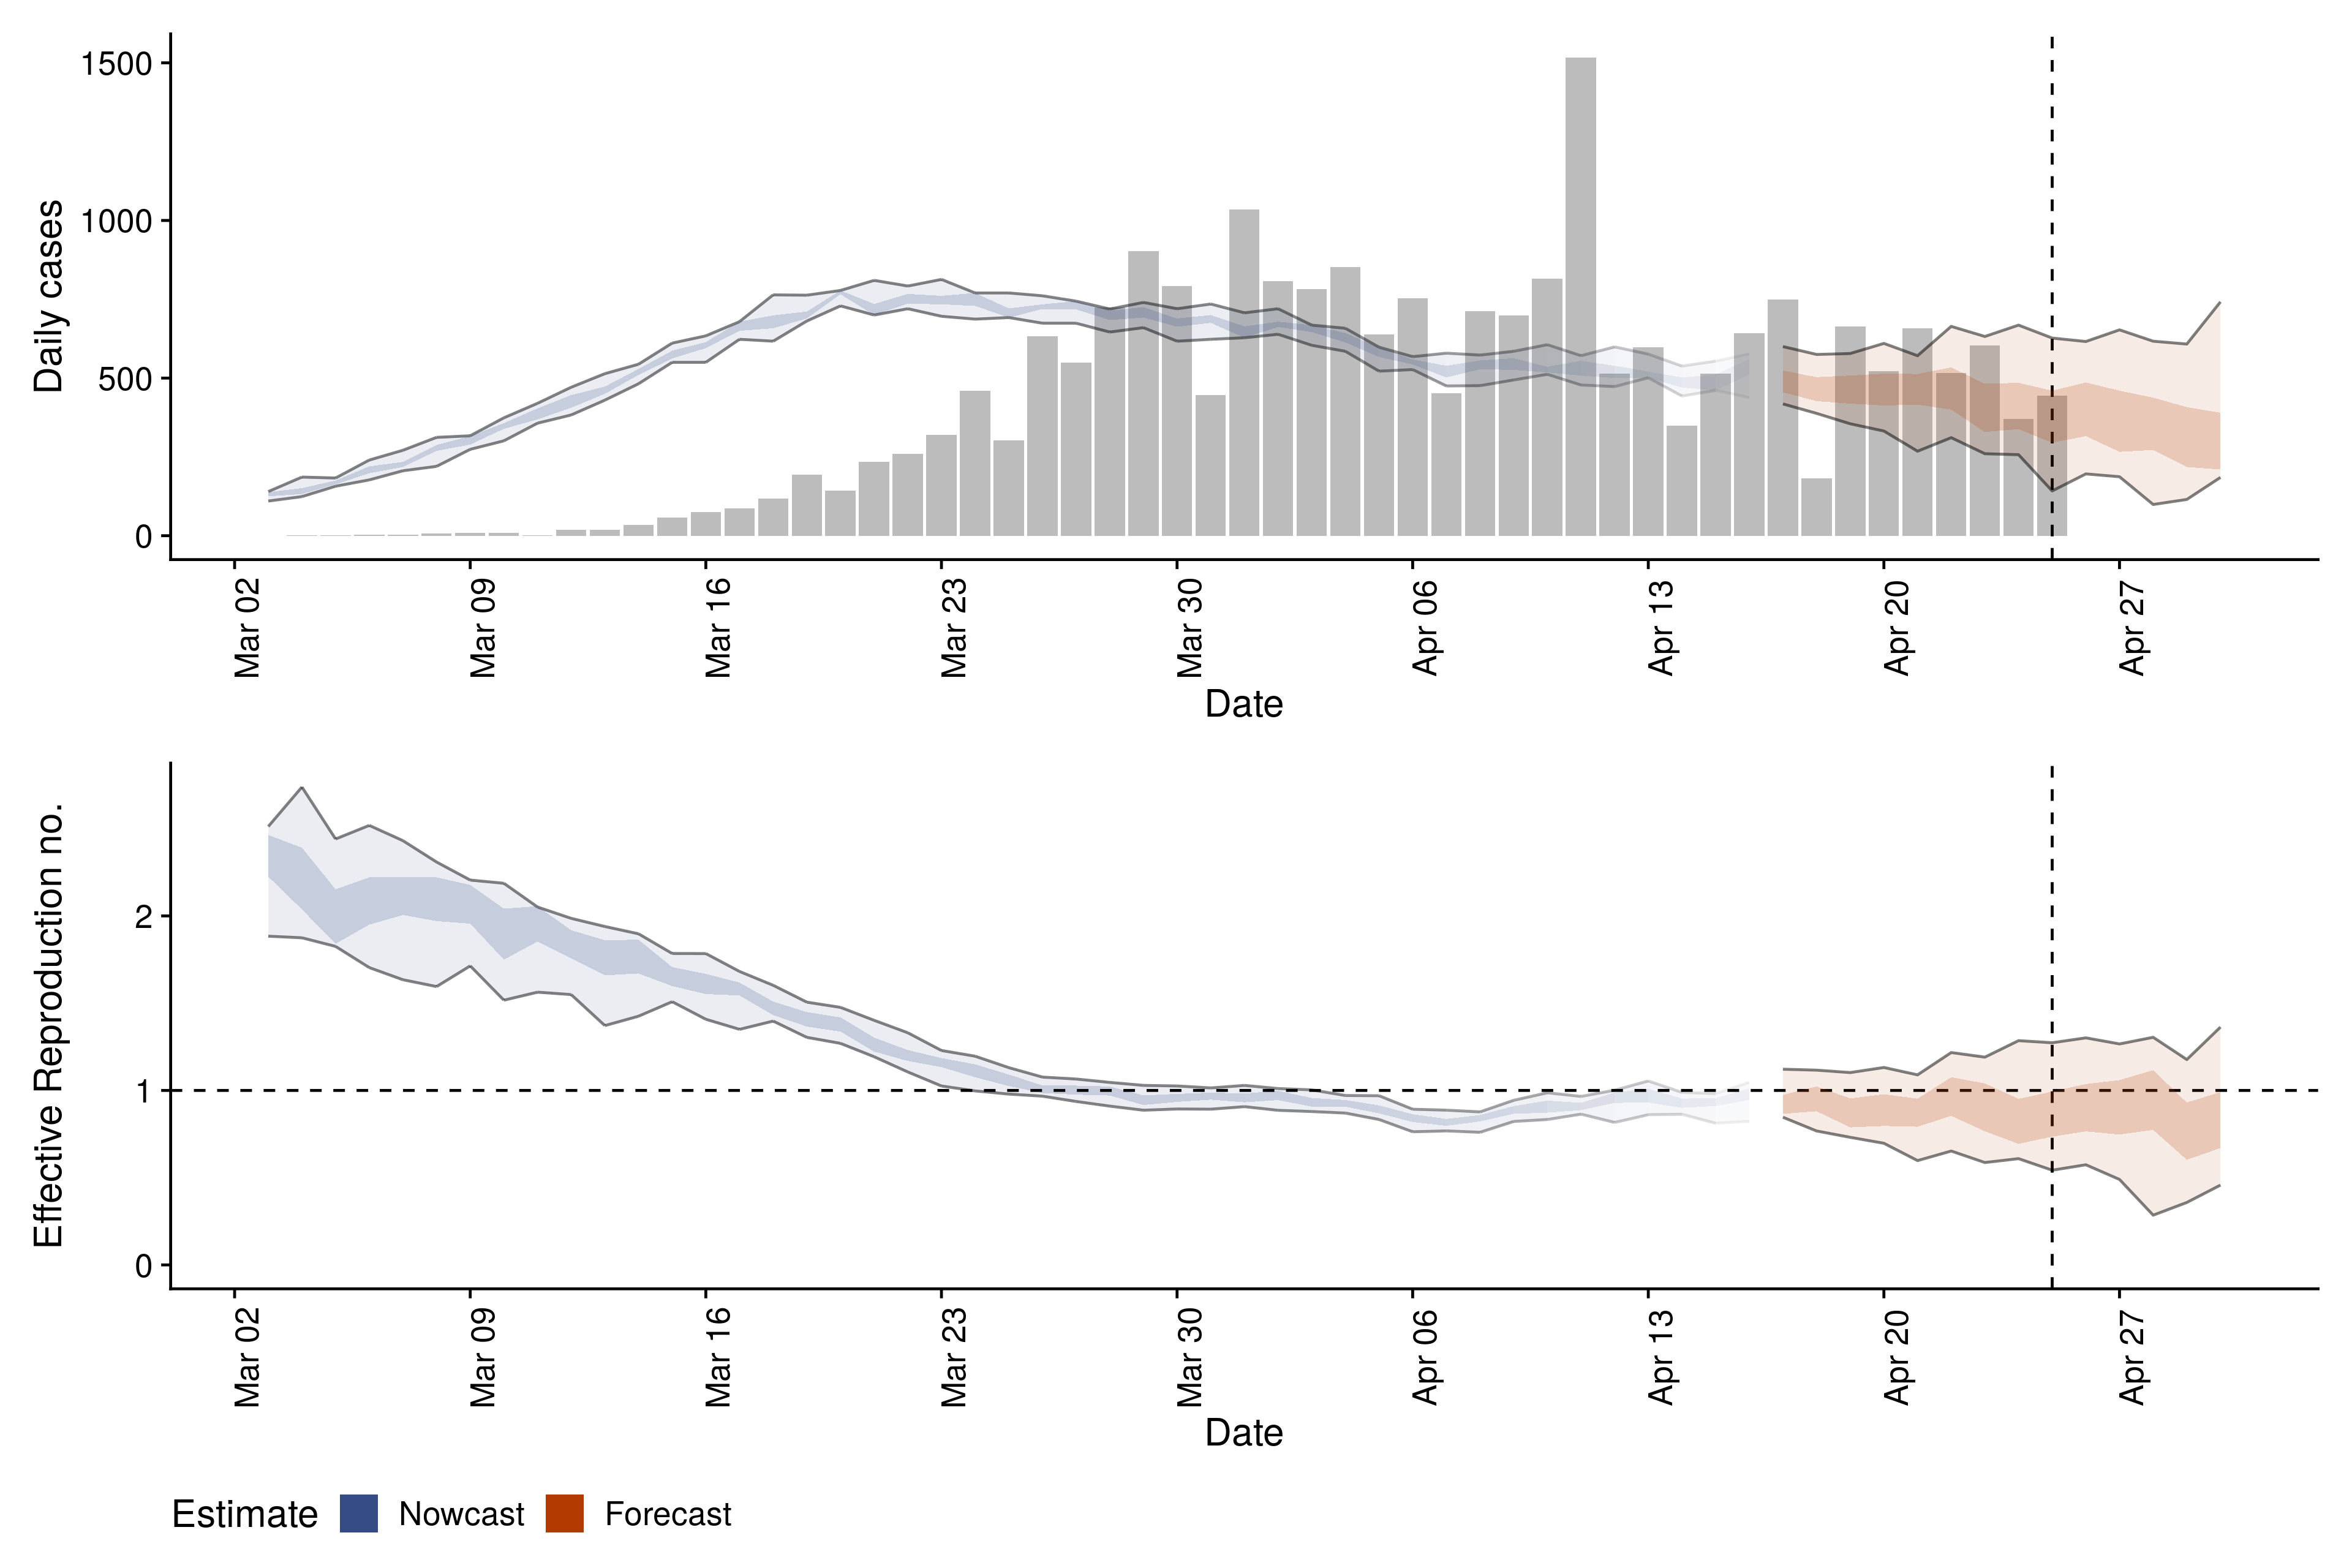 Daily cases
1500
1000
500
0
Mar 02
Mar 09
Mar 16
Mar 23
Mar 30
Apr 06
Apr 13
Apr 20
Apr 27
Date
Effective Reproduction no.
2
1
0
Mar 02
Mar 09
Mar 16
Mar 23
Mar 30
Apr 06
Apr 13
Apr 20
Apr 27
Date
Estimate Nowcast Forecast